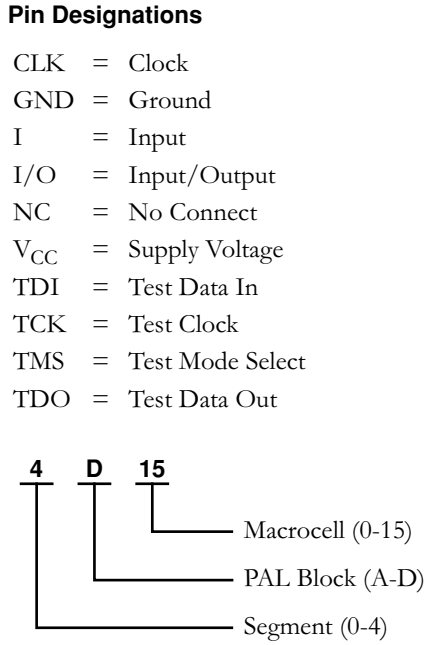 Pin Designations
CLK = Clock
GND = Ground
I = Input
I/O = Input/Output
NC = No Connect
VCC = Supply Voltage
TDI = Test Data In
TCK = Test Clock
TMS = Test Mode Select
TDO = Test Data Out
4 D 15
Macrocell (0-15)
PAL Block (A-D)
Segment (0-4)